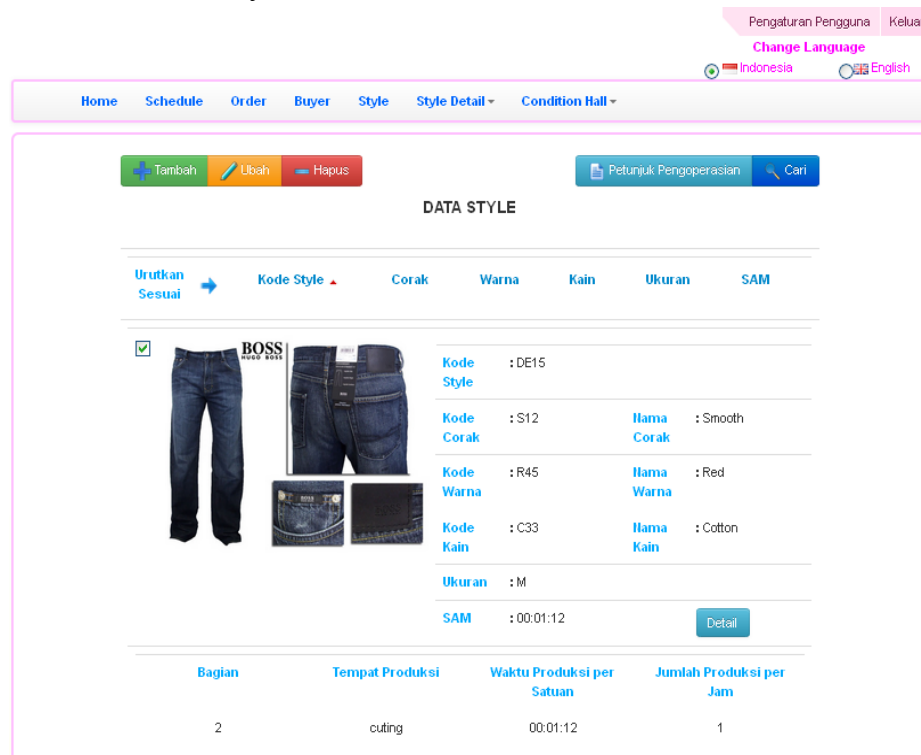 Pengaturan Pengguna Kelua
Change Language
Indonesia English
Home Schedule Order Buyer Style Style Detail Condition Hall
Tambah Ubah Hapus Petunjuk Pengoperasian Cari
DATA STYLE
Urutkan Sesuai Kode Style Corak Warna Kain Ukuran SAM
BOSS
HUGO BOSS
Kode Style : DE15
Kode Corak : S12 Nama Corak : Smooth
Kode Warna : R45 Nama Warna : Red
Kode Kain : C33 Nama Kain : Cotton
Ukuran : M
SAM : 00:01:12 Detail
Bagian Tempat Produksi Waktu Produksi per Satuan Jumlah Produksi per Jam
2 cuting 00:01:12 1